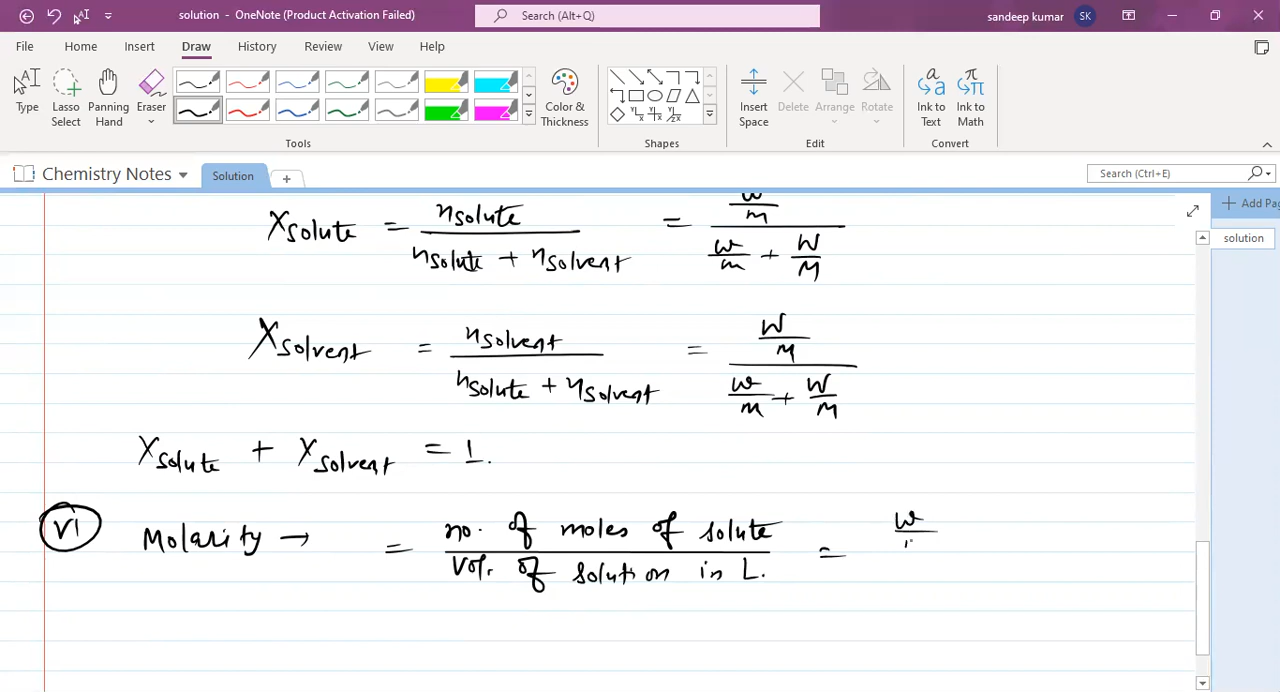 solution - OneNote (Product Activation Failed)
Search (Alt+Q)
sandeep kumar SK
File Home Insert Draw History Review View Help
Type
Lasso Select
Panning Hand
Eraser
Color & Thickness
Insert Space
Delete
Arrange
Rotate
Ink to Text
Ink to Math
Tools Shapes Edit Convert
Chemistry Notes Solution + Search (Ctrl+E)
+ Add Pag
solution
Xsolute = nsolute / (nsolute + nsolvent) = (w/m) / (w/m + W/M)
Xsolvent = nsolvent / (nsolute + nsolvent) = (W/M) / (w/m + W/M)
Xsolute + Xsolvent = 1.
VI Molarity → = no. of moles of solute / Vol. of solution in L. = w